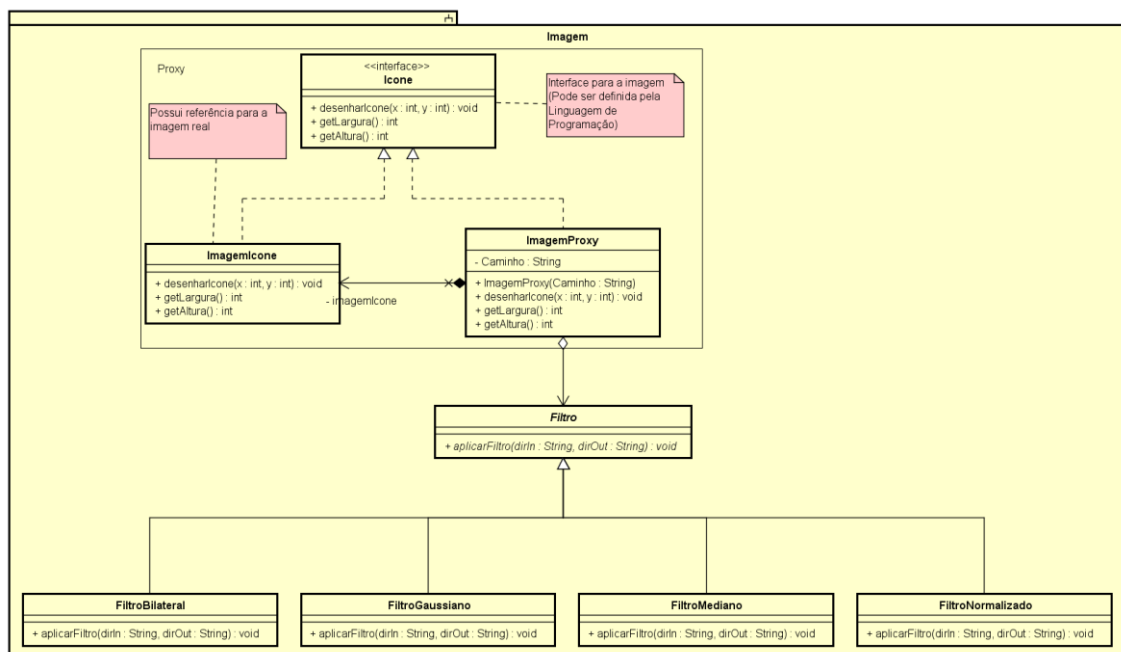 Imagem
Proxy
<<interface>>
Icone
+ desenharIcone(x : int, y : int) : void
+ getLargura() : int
+ getAltura() : int
Interface para a imagem
(Pode ser definida pela
Linguagem de
Programação)
Possui referência para a
imagem real
ImagemIcone
+ desenharIcone(x : int, y : int) : void
+ getLargura() : int
+ getAltura() : int
- imagemIcone
ImagemProxy
- Caminho : String
+ ImagemProxy(Caminho : String)
+ desenharIcone(x : int, y : int) : void
+ getLargura() : int
+ getAltura() : int
Filtro
+ aplicarFiltro(dirIn : String, dirOut : String) : void
FiltroBilateral
+ aplicarFiltro(dirIn : String, dirOut : String) : void
FiltroGaussiano
+ aplicarFiltro(dirIn : String, dirOut : String) : void
FiltroMediano
+ aplicarFiltro(dirIn : String, dirOut : String) : void
FiltroNormalizado
+ aplicarFiltro(dirIn : String, dirOut : String) : void